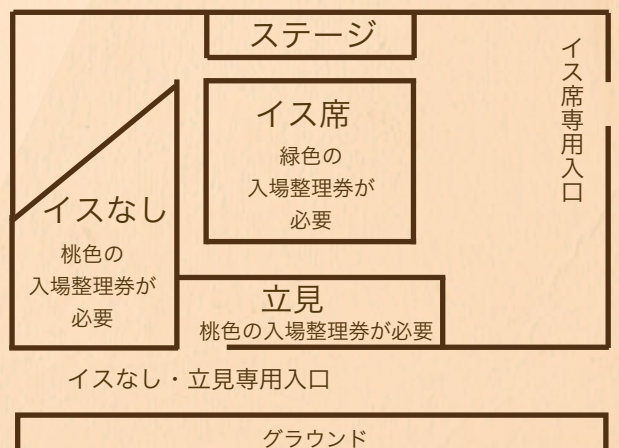 ステージ
イス席
緑色の
入場整理券が
必要
イス席専用入口
イスなし
桃色の
入場整理券が
必要
立見
桃色の入場整理券が必要
イスなし・立見専用入口
グラウンド